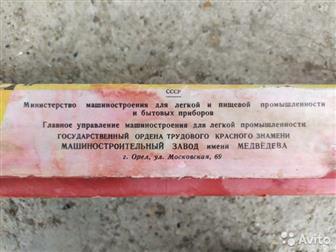 СССР
Министерство машиностроения для легкой и пищевой промышленности
и бытовых приборов
Главное управление машиностроения для легкой промышленности
ГОСУДАРСТВЕННЫЙ ОРДЕНА ТРУДОВОГО КРАСНОГО ЗНАМЕНИ
МАШИНОСТРОИТЕЛЬНЫЙ ЗАВОД имени МЕДВЕДЕВА
г. Орел, ул. Московская, 69
Avito